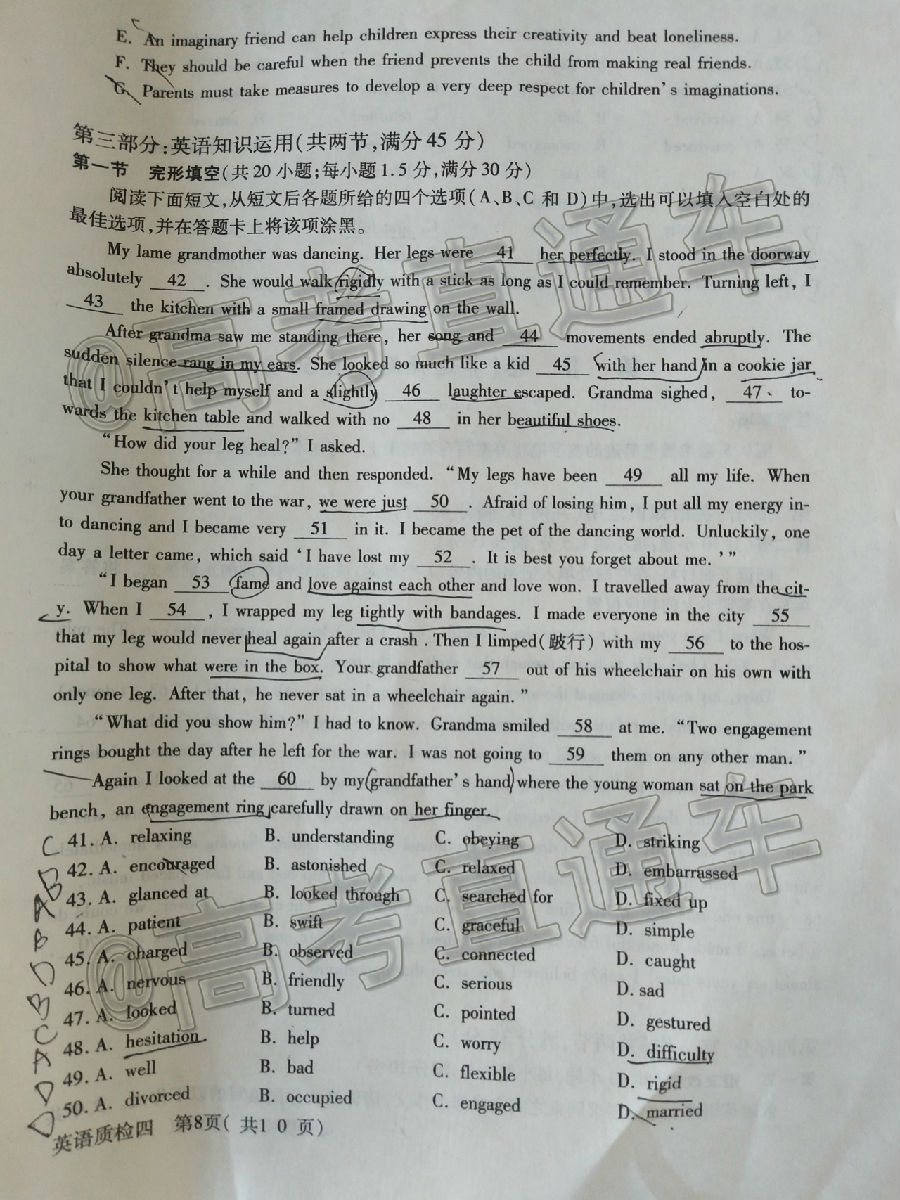 E. An imaginary friend can help children express their creativity and beat loneliness.
F. They should be careful when the friend prevents the child from making real friends.
G. Parents must take measures to develop a very deep respect for children's imaginations.
第三部分:英语知识运用(共两节,满分45分)
第一节 完形填空(共20小题;每小题1.5分,满分30分)
阅读下面短文,从短文后各题所给的四个选项(A、B、C和D)中,选出可以填入空白处的
最佳选项,并在答题卡上将该项涂黑。
My lame grandmother was dancing. Her legs were 41 her perfectly. I stood in the doorway
absolutely 42 . She would walk rigidly with a stick as long as I could remember. Turning left, I
43 the kitchen with a small framed drawing on the wall.
After grandma saw me standing there, her song and 44 movements ended abruptly. The
sudden silence rang in my ears. She looked so much like a kid 45 with her hand in a cookie jar
that I couldn't help myself and a slightly 46 laughter escaped. Grandma sighed, 47 to-
wards the kitchen table and walked with no 48 in her beautiful shoes.
"How did your leg heal?" I asked.
She thought for a while and then responded. "My legs have been 49 all my life. When
your grandfather went to the war, we were just 50 . Afraid of losing him, I put all my energy in-
to dancing and I became very 51 in it. I became the pet of the dancing world. Unluckily, one
day a letter came, which said 'I have lost my 52 . It is best you forget about me.'"
"I began 53 fame and love against each other and love won. I travelled away from the cit-
y. When I 54 , I wrapped my leg tightly with bandages. I made everyone in the city 55
that my leg would never heal again after a crash. Then I limped(跛行) with my 56 to the hos-
pital to show what were in the box. Your grandfather 57 out of his wheelchair on his own with
only one leg. After that, he never sat in a wheelchair again."
"What did you show him?" I had to know. Grandma smiled 58 at me. "Two engagement
rings bought the day after he left for the war. I was not going to 59 them on any other man."
Again I looked at the 60 by my grandfather's hand where the young woman sat on the park
bench, an engagement ring carefully drawn on her finger.
C 41. A. relaxing B. understanding C. obeying D. striking
B 42. A. encouraged B. astonished C. relaxed D. embarrassed
A 43. A. glanced at B. looked through C. searched for D. fixed up
B 44. A. patient B. swift C. graceful D. simple
D 45. A. charged B. observed C. connected D. caught
B 46. A. nervous B. friendly C. serious D. sad
C 47. A. looked B. turned C. pointed D. gestured
A 48. A. hesitation B. help C. worry D. difficulty
D 49. A. well B. bad C. flexible D. rigid
D 50. A. divorced B. occupied C. engaged D. married
英语质检四 第8页(共10页)
@高考直通车
@高考直通车